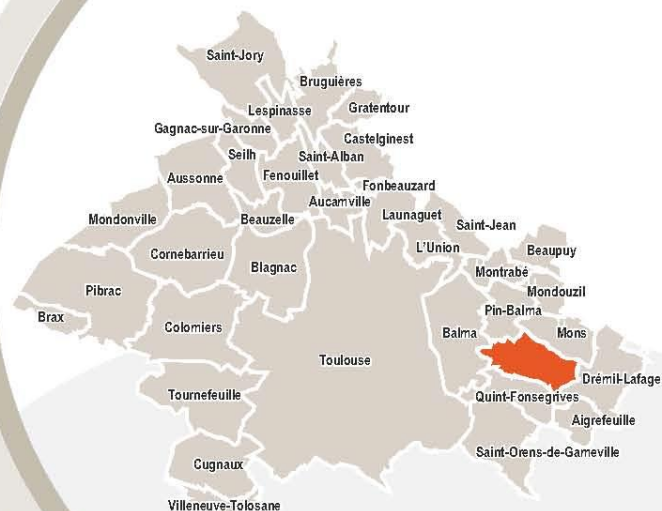 Saint-Jory
Bruguières
Lespinasse
Gratentour
Gagnac-sur-Garonne
Castelginest
Seilh
Saint-Alban
Aussonne
Fenouillet
Fonbeauzard
Aucamville
Launaguet
Mondonville
Beauzelle
Saint-Jean
L'Union
Beaupuy
Cornebarrieu
Blagnac
Montrabé
Pibrac
Mondouzil
Pin-Balma
Brax
Colomiers
Balma
Mons
Toulouse
Drémil-Lafage
Tournefeuille
Quint-Fonsegrives
Aigrefeuille
Saint-Orens-de-Gameville
Cugnaux
Villeneuve-Tolosane